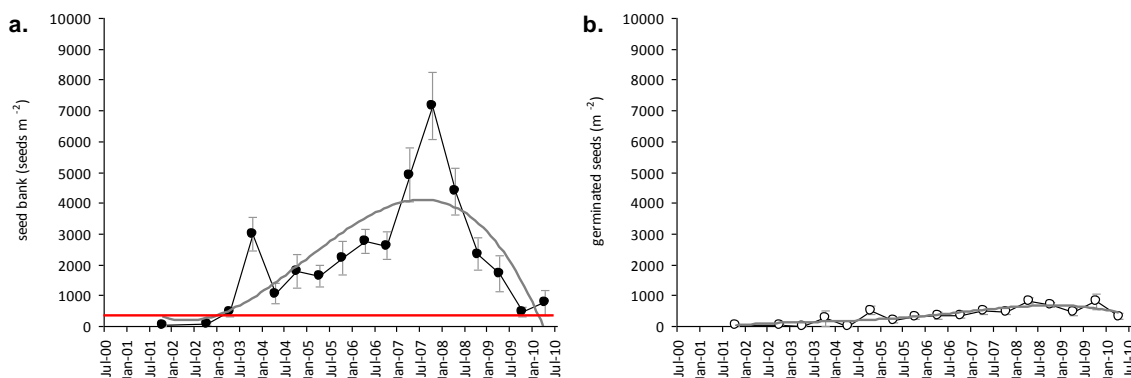 a.
seed bank (seeds m -2)
10000
9000
8000
7000
6000
5000
4000
3000
2000
1000
0
Jul-00
Jan-01
Jul-01
Jan-02
Jul-02
Jan-03
Jul-03
Jan-04
Jul-04
Jan-05
Jul-05
Jan-06
Jul-06
Jan-07
Jul-07
Jan-08
Jul-08
Jan-09
Jul-09
Jan-10
Jul-10
b.
germinated seeds (m -2)
10000
9000
8000
7000
6000
5000
4000
3000
2000
1000
0
Jul-00
Jan-01
Jul-01
Jan-02
Jul-02
Jan-03
Jul-03
Jan-04
Jul-04
Jan-05
Jul-05
Jan-06
Jul-06
Jan-07
Jul-07
Jan-08
Jul-08
Jan-09
Jul-09
Jan-10
Jul-10